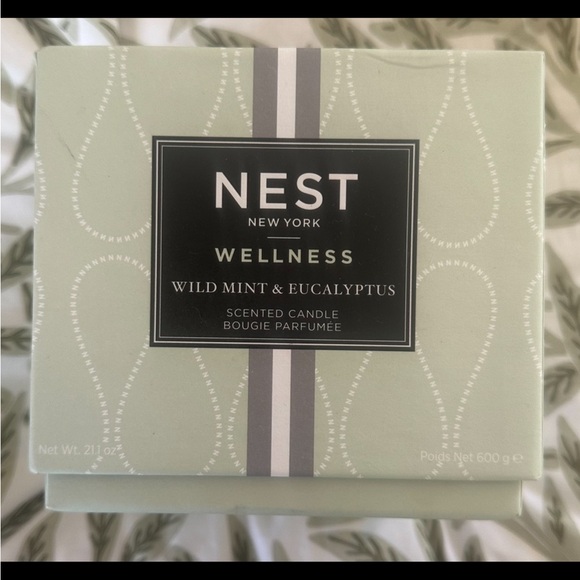 NEST
NEW YORK
WELLNESS
WILD MINT & EUCALYPTUS
SCENTED CANDLE
BOUGIE PARFUMÉE
Net Wt. 21.1 oz
Poids Net 600 g ℮